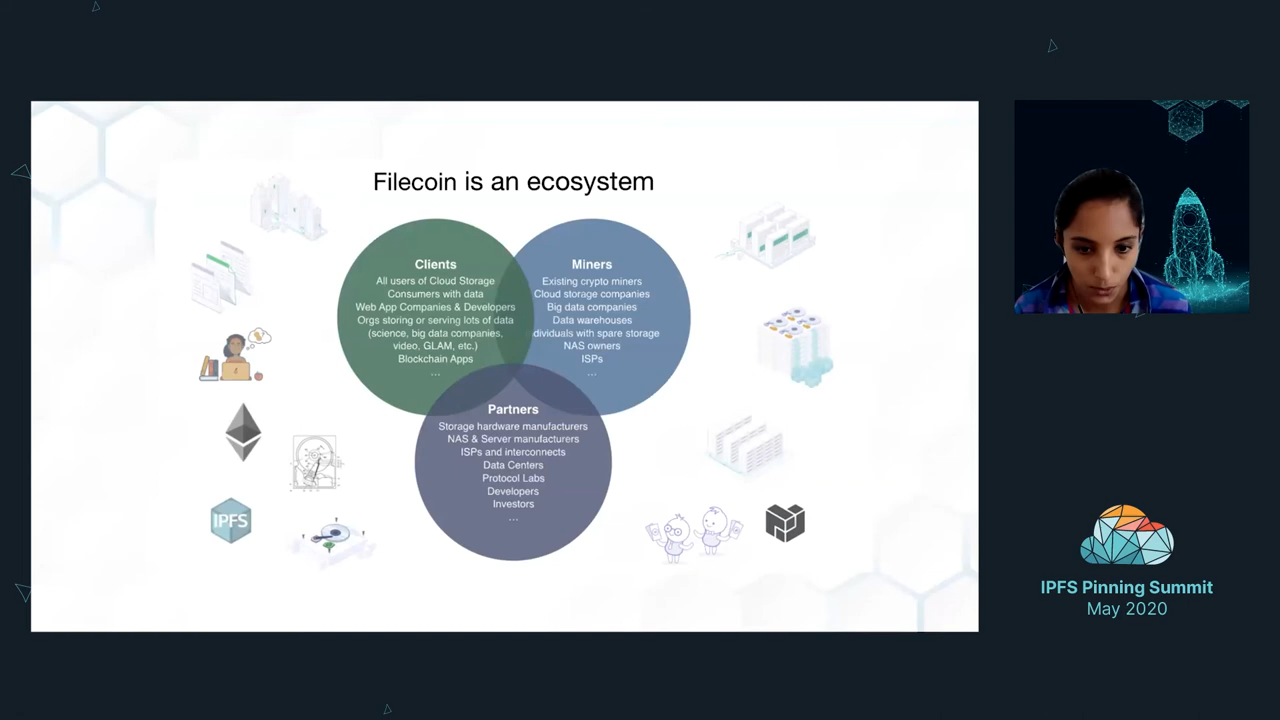 Filecoin is an ecosystem
Clients
All users of Cloud Storage
Consumers with data
Web App Companies & Developers
Orgs storing or serving lots of data
(science, big data companies,
video, GLAM, etc.)
Blockchain Apps
...
Miners
Existing crypto miners
Cloud storage companies
Big data companies
Data warehouses
dividuals with spare storage
NAS owners
ISPs
...
Partners
Storage hardware manufacturers
NAS & Server manufacturers
ISPs and interconnects
Data Centers
Protocol Labs
Developers
Investors
...
IPFS
IPFS Pinning Summit
May 2020